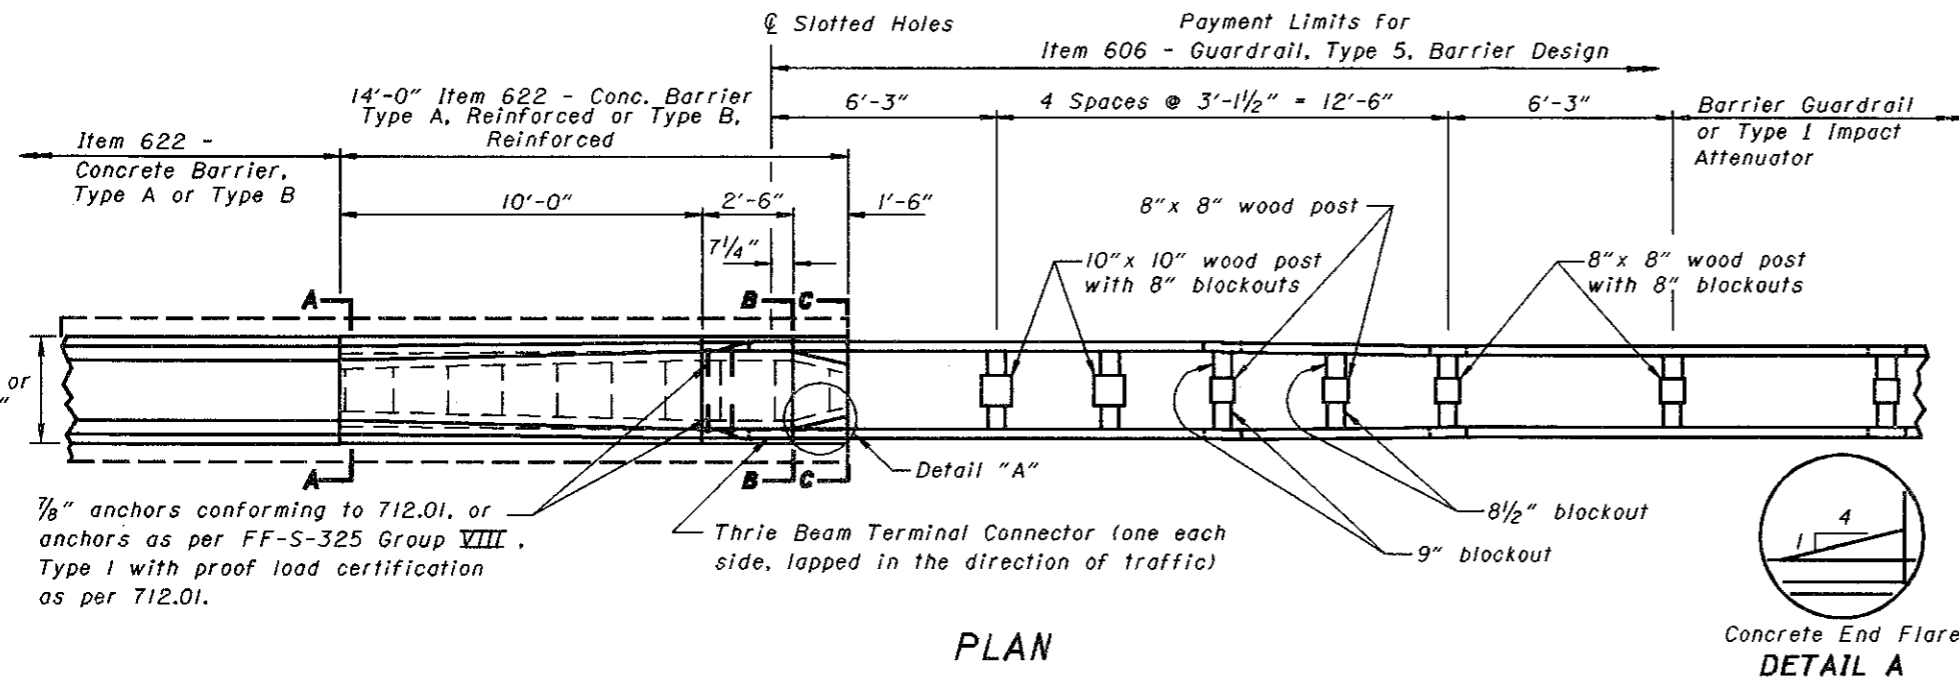 ℄ Slotted Holes
Payment Limits for
Item 606 - Guardrail, Type 5, Barrier Design
14'-0" Item 622 - Conc. Barrier
Type A, Reinforced or Type B,
Reinforced
6'-3"
4 Spaces @ 3'-1½" = 12'-6"
6'-3"
Barrier Guardrail
or Type 1 Impact
Attenuator
Item 622 -
Concrete Barrier,
Type A or Type B
10'-0"
2'-6"
1'-6"
7¼"
8"x 8" wood post
10"x 10" wood post
with 8" blockouts
8"x 8" wood post
with 8" blockouts
A
B
C
or
"
A
B
C
Detail "A"
⅞" anchors conforming to 712.01, or
anchors as per FF-S-325 Group VIII,
Type 1 with proof load certification
as per 712.01.
Thrie Beam Terminal Connector (one each
side, lapped in the direction of traffic)
8½" blockout
9" blockout
4
1
PLAN
Concrete End Flare
DETAIL A